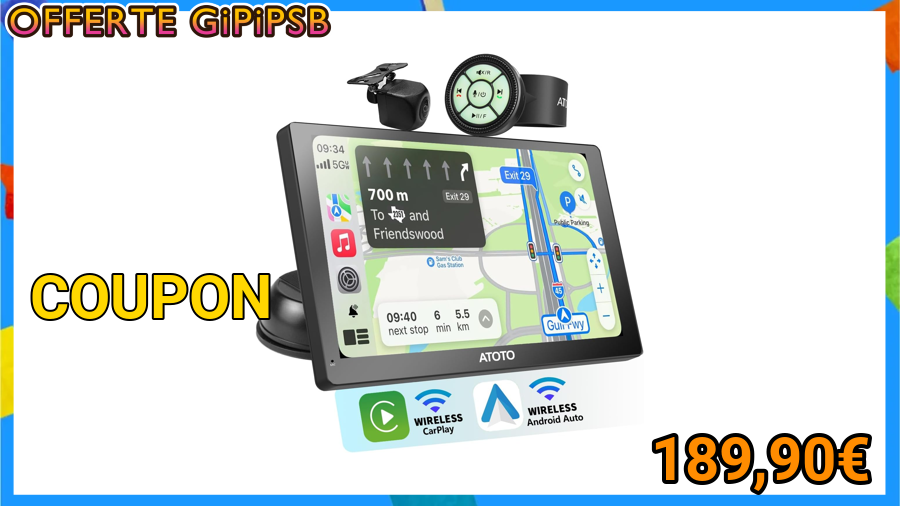 OFFERTE GiPiPSB
COUPON
189,90€
09:34
5G
700 m
Exit 29
To 2351 and
Friendswood
Exit 29
P
Public Parking
Sam's Club
Gas Station
45
09:40 6 5.5
next stop min km
Gulf Fwy
ATOTO
WIRELESS
CarPlay
WIRELESS
Android Auto